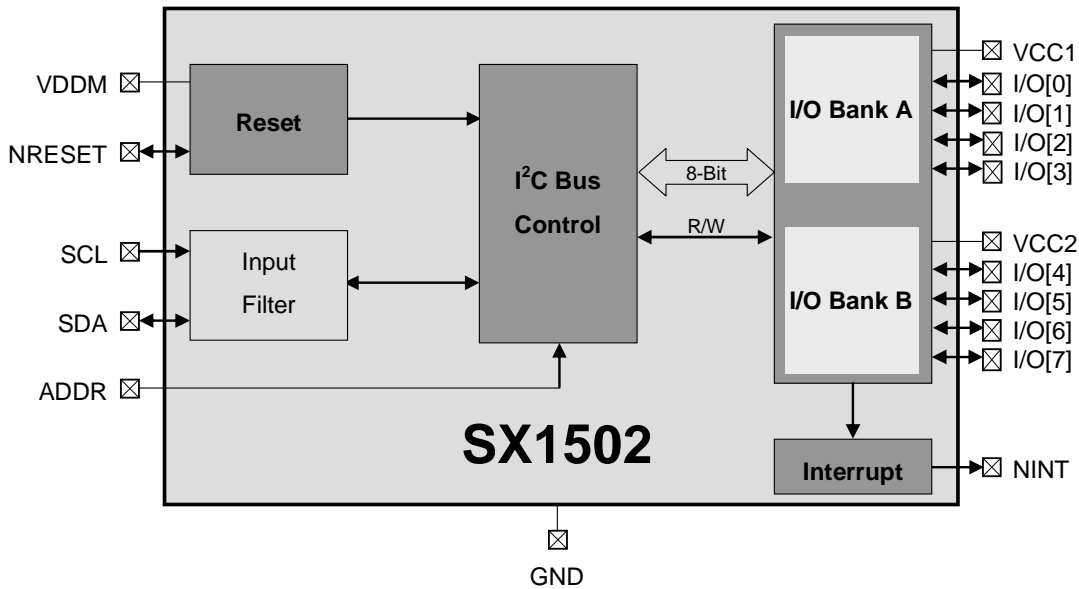 VDDM
NRESET
SCL
SDA
ADDR
Reset
Input
Filter
I²C Bus
Control
8-Bit
R/W
I/O Bank A
I/O Bank B
VCC1
I/O[0]
I/O[1]
I/O[2]
I/O[3]
VCC2
I/O[4]
I/O[5]
I/O[6]
I/O[7]
SX1502
Interrupt
NINT
GND